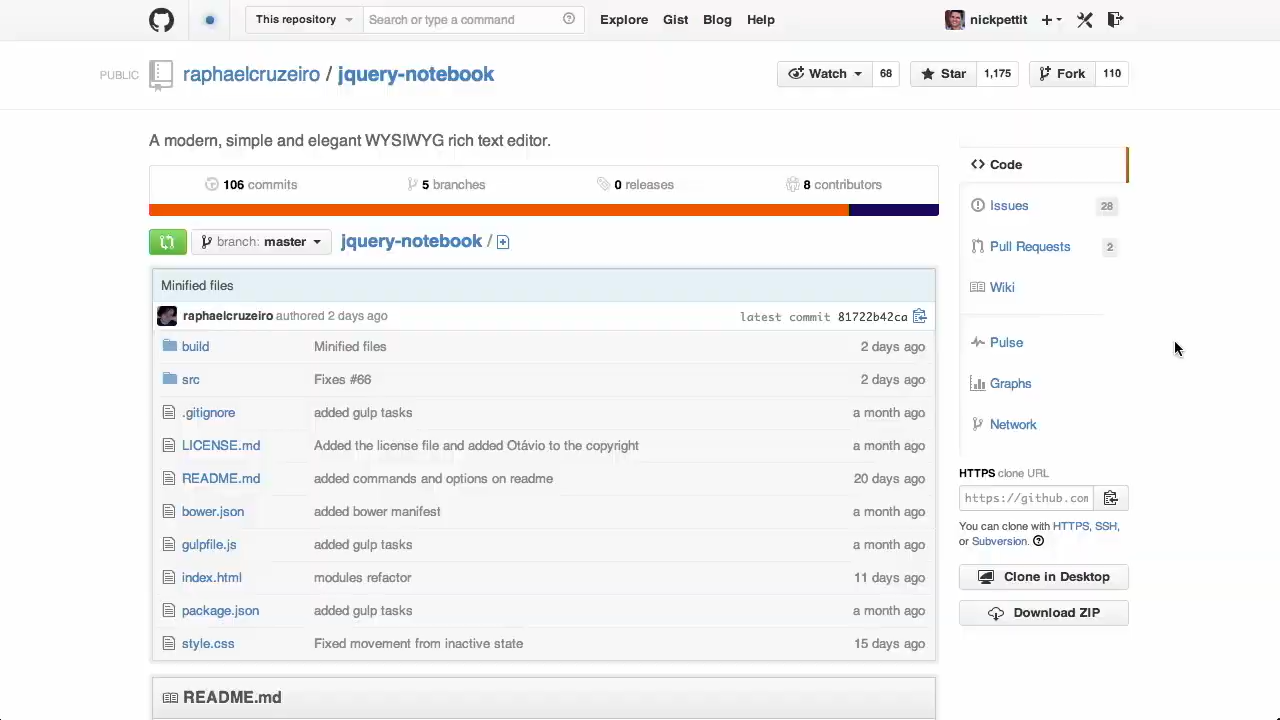 This repository
Search or type a command
Explore
Gist
Blog
Help
nickpettit
PUBLIC
raphaelcruzeiro / jquery-notebook
Watch
68
Star
1,175
Fork
110
A modern, simple and elegant WYSIWYG rich text editor.
106 commits
5 branches
0 releases
8 contributors
branch: master
jquery-notebook /
Minified files
raphaelcruzeiro authored 2 days ago
latest commit 81722b42ca
build Minified files 2 days ago
src Fixes #66 2 days ago
.gitignore added gulp tasks a month ago
LICENSE.md Added the license file and added Otávio to the copyright a month ago
README.md added commands and options on readme 20 days ago
bower.json added bower manifest a month ago
gulpfile.js added gulp tasks a month ago
index.html modules refactor 11 days ago
package.json added gulp tasks a month ago
style.css Fixed movement from inactive state 15 days ago
README.md
Code
Issues 28
Pull Requests 2
Wiki
Pulse
Graphs
Network
HTTPS clone URL
https://github.com
You can clone with HTTPS, SSH,
or Subversion.
Clone in Desktop
Download ZIP